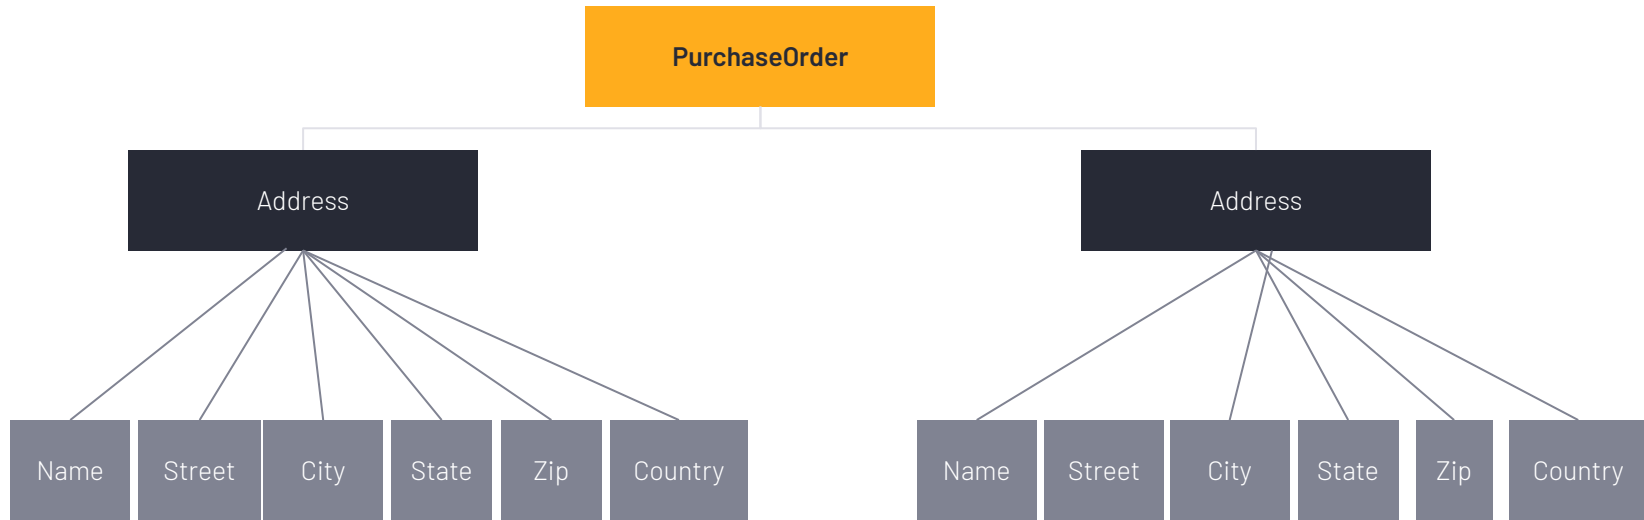 PurchaseOrder
Address
Address
Name
Street
City
State
Zip
Country
Name
Street
City
State
Zip
Country